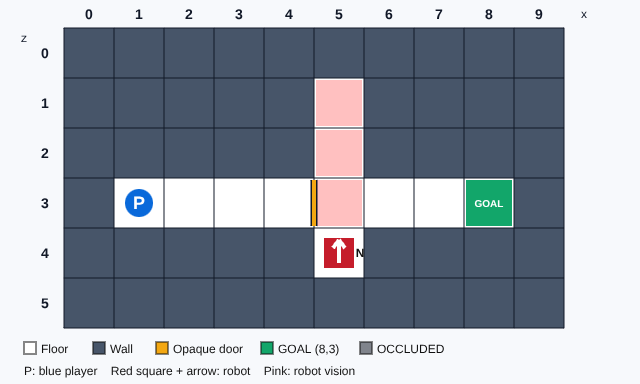 0 1 2 3 4 5 6 7 8 9 x
z
0
1
2
3 P GOAL
4 N
5
Floor Wall Opaque door GOAL (8,3) OCCLUDED
P: blue player Red square + arrow: robot Pink: robot vision